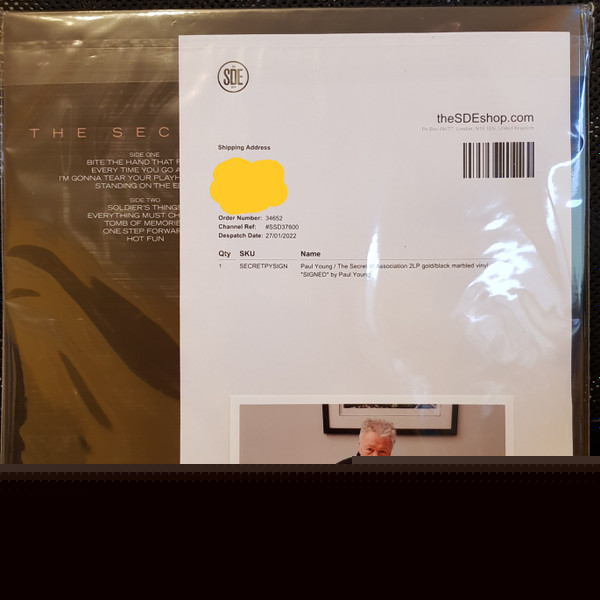 THE SEC
SIDE ONE
BITE THE HAND THAT F
EVERY TIME YOU GO A
I'M GONNA TEAR YOUR PLAYH
STANDING ON THE ED
SIDE TWO
SOLDIER'S THINGS
EVERYTHING MUST CH
TOMB OF MEMORIE
ONE STEP FORWAR
HOT FUN
SDE
theSDEshop.com
Shipping Address
Order Number: 34652
Channel Ref: #SSD37600
Despatch Date: 27/01/2022
Qty SKU Name
1 SECRETPYSIGN Paul Young / The Secret of Association 2LP gold/black marbled vinyl
"SIGNED" by Paul Young